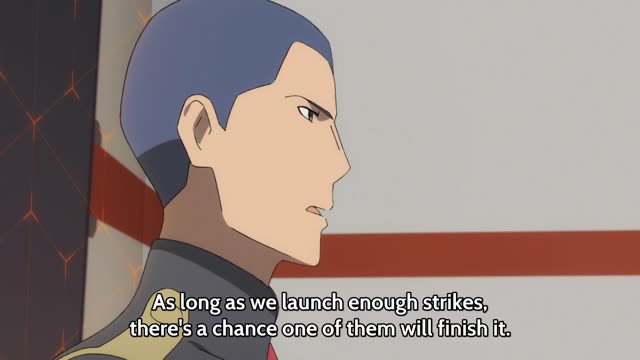 As long as we launch enough strikes,
there's a chance one of them will finish it.